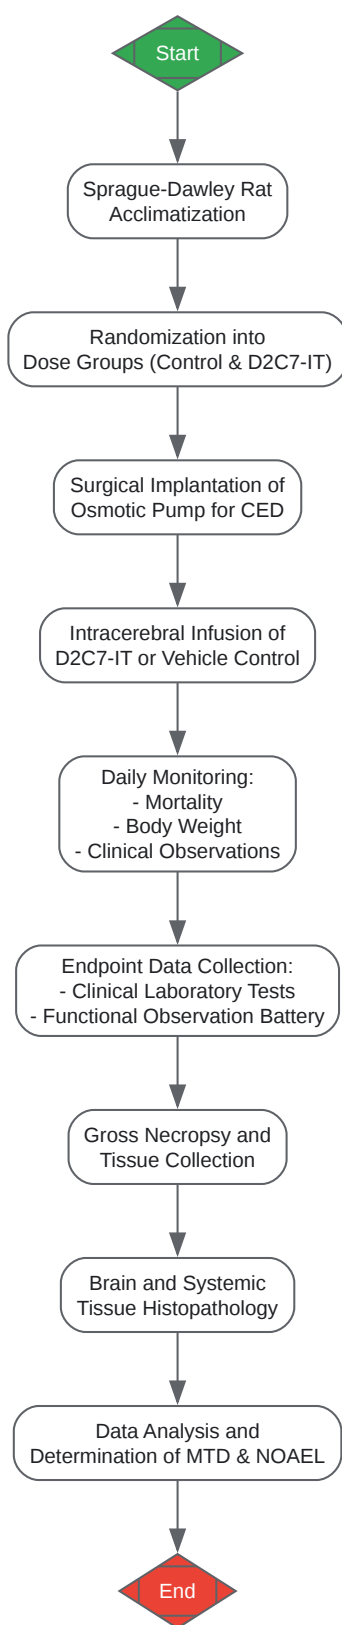 Start
Sprague-Dawley Rat
Acclimatization
Randomization into
Dose Groups (Control & D2C7-IT)
Surgical Implantation of
Osmotic Pump for CED
Intracerebral Infusion of
D2C7-IT or Vehicle Control
Daily Monitoring:
- Mortality
- Body Weight
- Clinical Observations
Endpoint Data Collection:
- Clinical Laboratory Tests
- Functional Observation Battery
Gross Necropsy and
Tissue Collection
Brain and Systemic
Tissue Histopathology
Data Analysis and
Determination of MTD & NOAEL
End